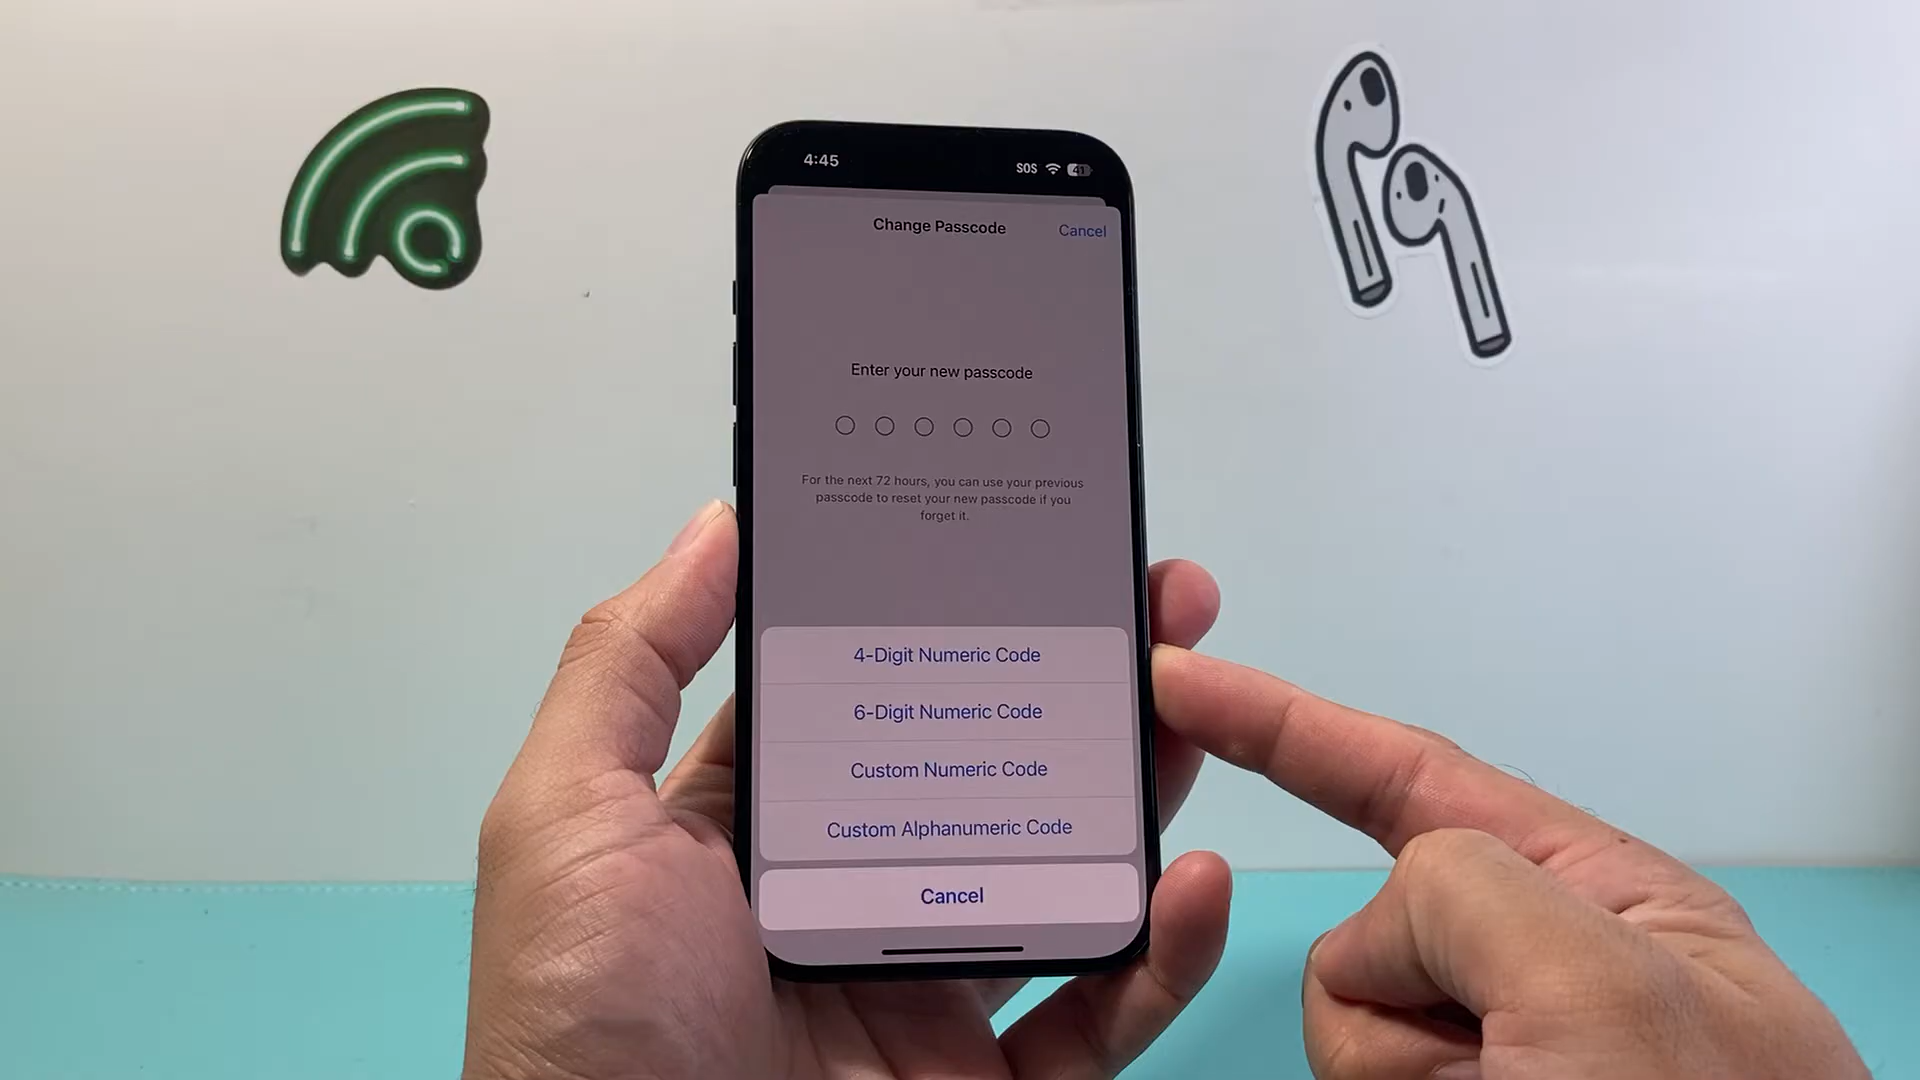 4:45
SOS
41
Change Passcode
Cancel
Enter your new passcode
For the next 72 hours, you can use your previous
passcode to reset your new passcode if you
forget it.
4-Digit Numeric Code
6-Digit Numeric Code
Custom Numeric Code
Custom Alphanumeric Code
Cancel